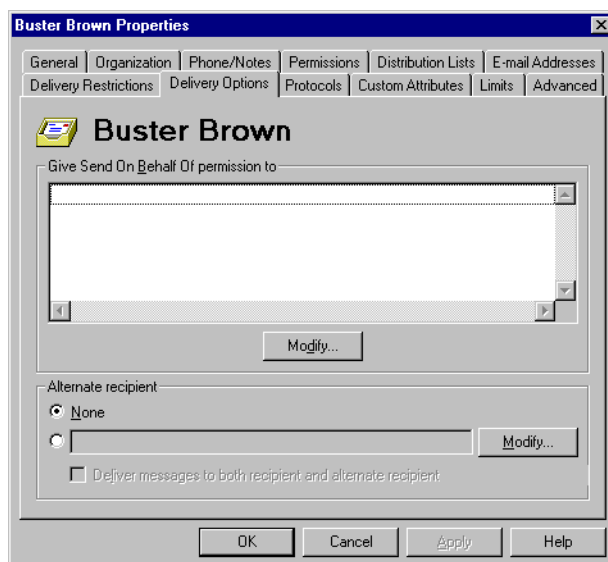 Buster Brown Properties
General Organization Phone/Notes Permissions Distribution Lists E-mail Addresses
Delivery Restrictions Delivery Options Protocols Custom Attributes Limits Advanced
Buster Brown
Give Send On Behalf Of permission to
Modify...
Alternate recipient
None
Modify...
Deliver messages to both recipient and alternate recipient
OK Cancel Apply Help